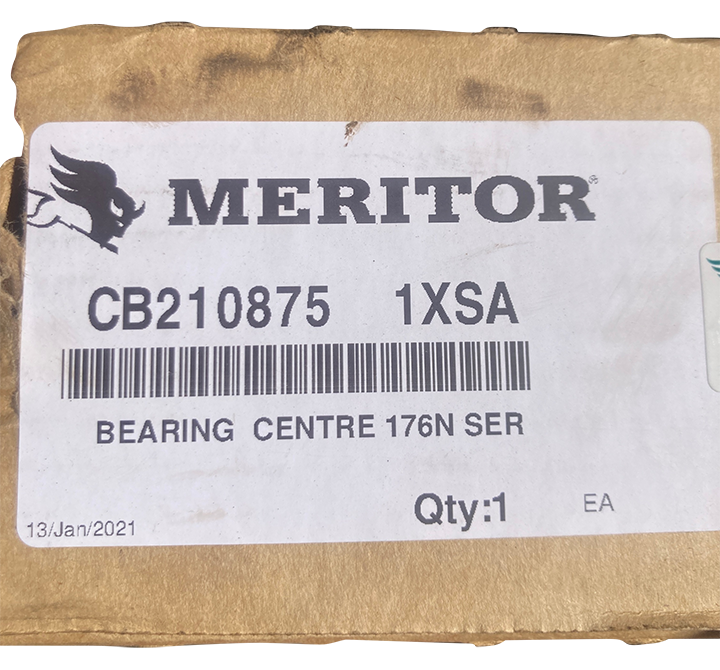 MERITOR®
CB210875 1XSA
BEARING CENTRE 176N SER
Qty:1 EA
13/Jan/2021